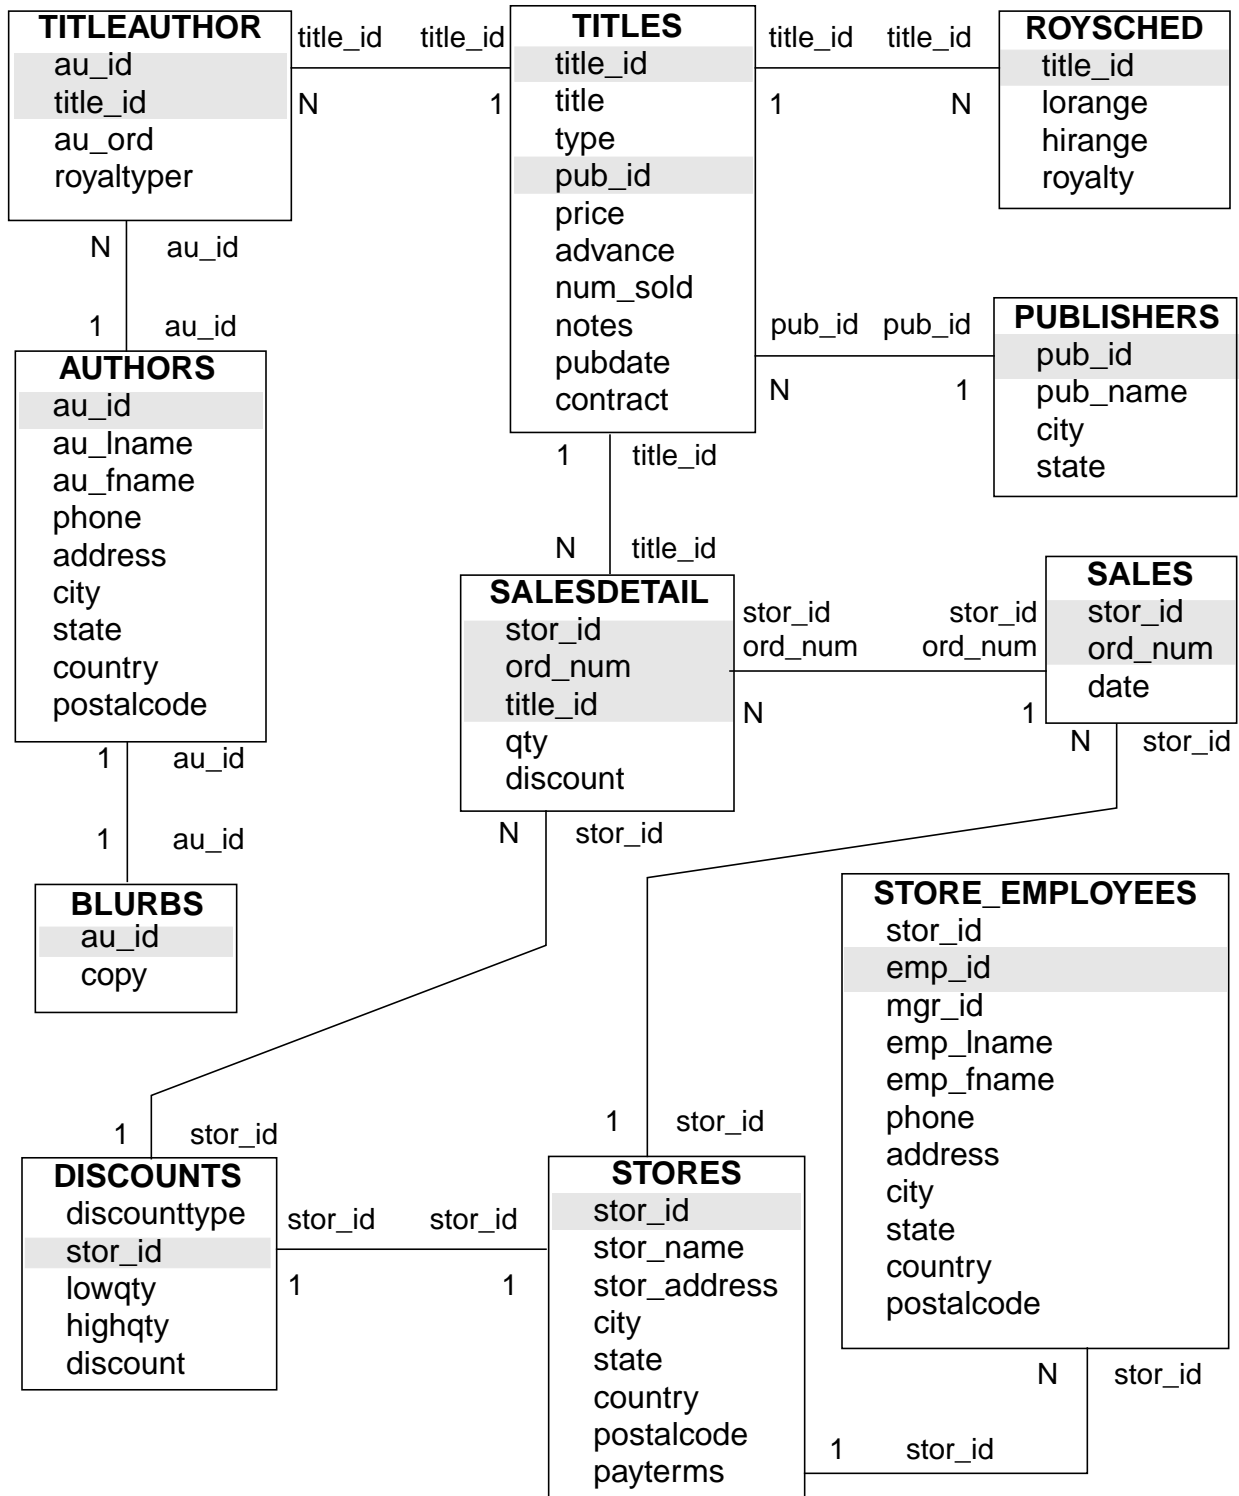 TITLEAUTHOR
au_id
title_id
au_ord
royaltyper
title_id title_id
N 1
TITLES
title_id
title
type
pub_id
price
advance
num_sold
notes
pubdate
contract
title_id title_id
1 N
ROYSCHED
title_id
lorange
hirange
royalty
N au_id
1 au_id
pub_id pub_id
N 1
PUBLISHERS
pub_id
pub_name
city
state
AUTHORS
au_id
au_lname
au_fname
phone
address
city
state
country
postalcode
1 title_id
N title_id
SALESDETAIL
stor_id
ord_num
title_id
qty
discount
stor_id stor_id
ord_num ord_num
N 1
SALES
stor_id
ord_num
date
N stor_id
1 au_id
1 au_id
BLURBS
au_id
copy
N stor_id
STORE_EMPLOYEES
stor_id
emp_id
mgr_id
emp_lname
emp_fname
phone
address
city
state
country
postalcode
1 stor_id
1 stor_id
DISCOUNTS
discounttype
stor_id
lowqty
highqty
discount
stor_id stor_id
1 1
STORES
stor_id
stor_name
stor_address
city
state
country
postalcode
payterms
N stor_id
1 stor_id